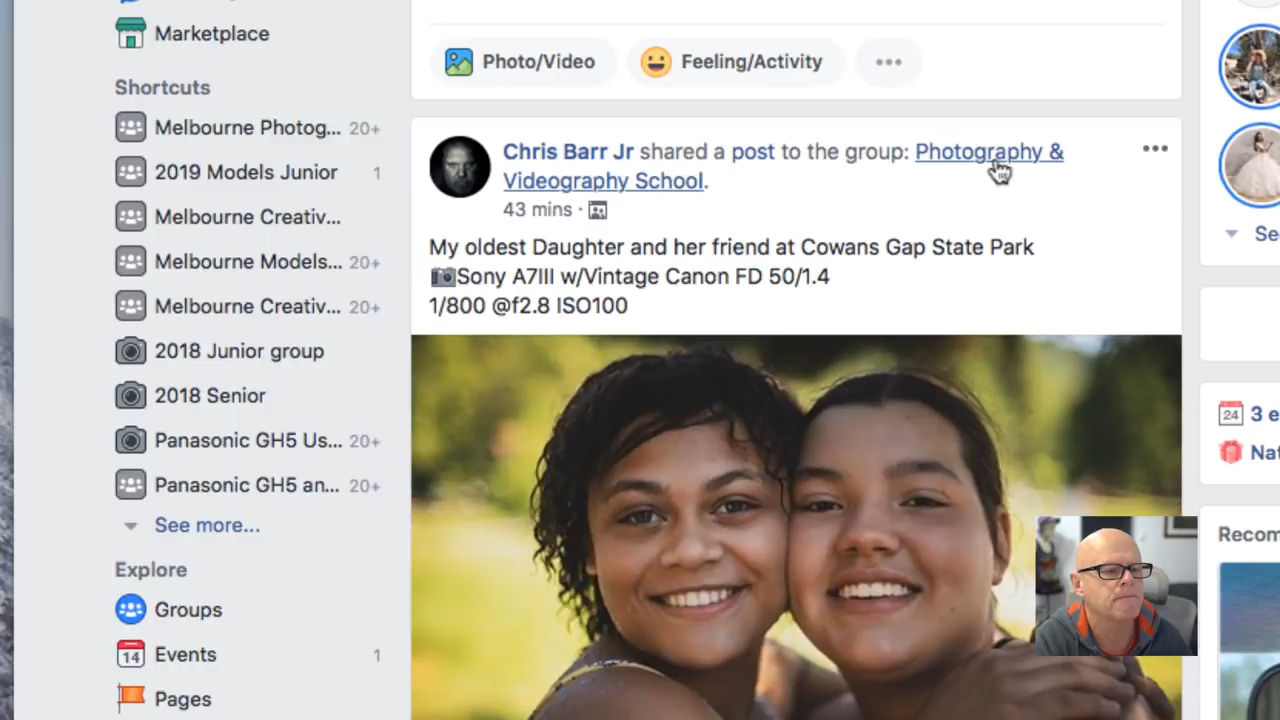 Marketplace
Shortcuts
Melbourne Photog... 20+
2019 Models Junior 1
Melbourne Creativ...
Melbourne Models... 20+
Melbourne Creativ... 20+
2018 Junior group
2018 Senior
Panasonic GH5 Us... 20+
Panasonic GH5 an... 20+
See more...
Explore
Groups
14 Events 1
Pages
Photo/Video Feeling/Activity
Chris Barr Jr shared a post to the group: Photography &
Videography School.
43 mins ·
My oldest Daughter and her friend at Cowans Gap State Park
Sony A7III w/Vintage Canon FD 50/1.4
1/800 @f2.8 ISO100
Se
24 3 e
Nat
Recom